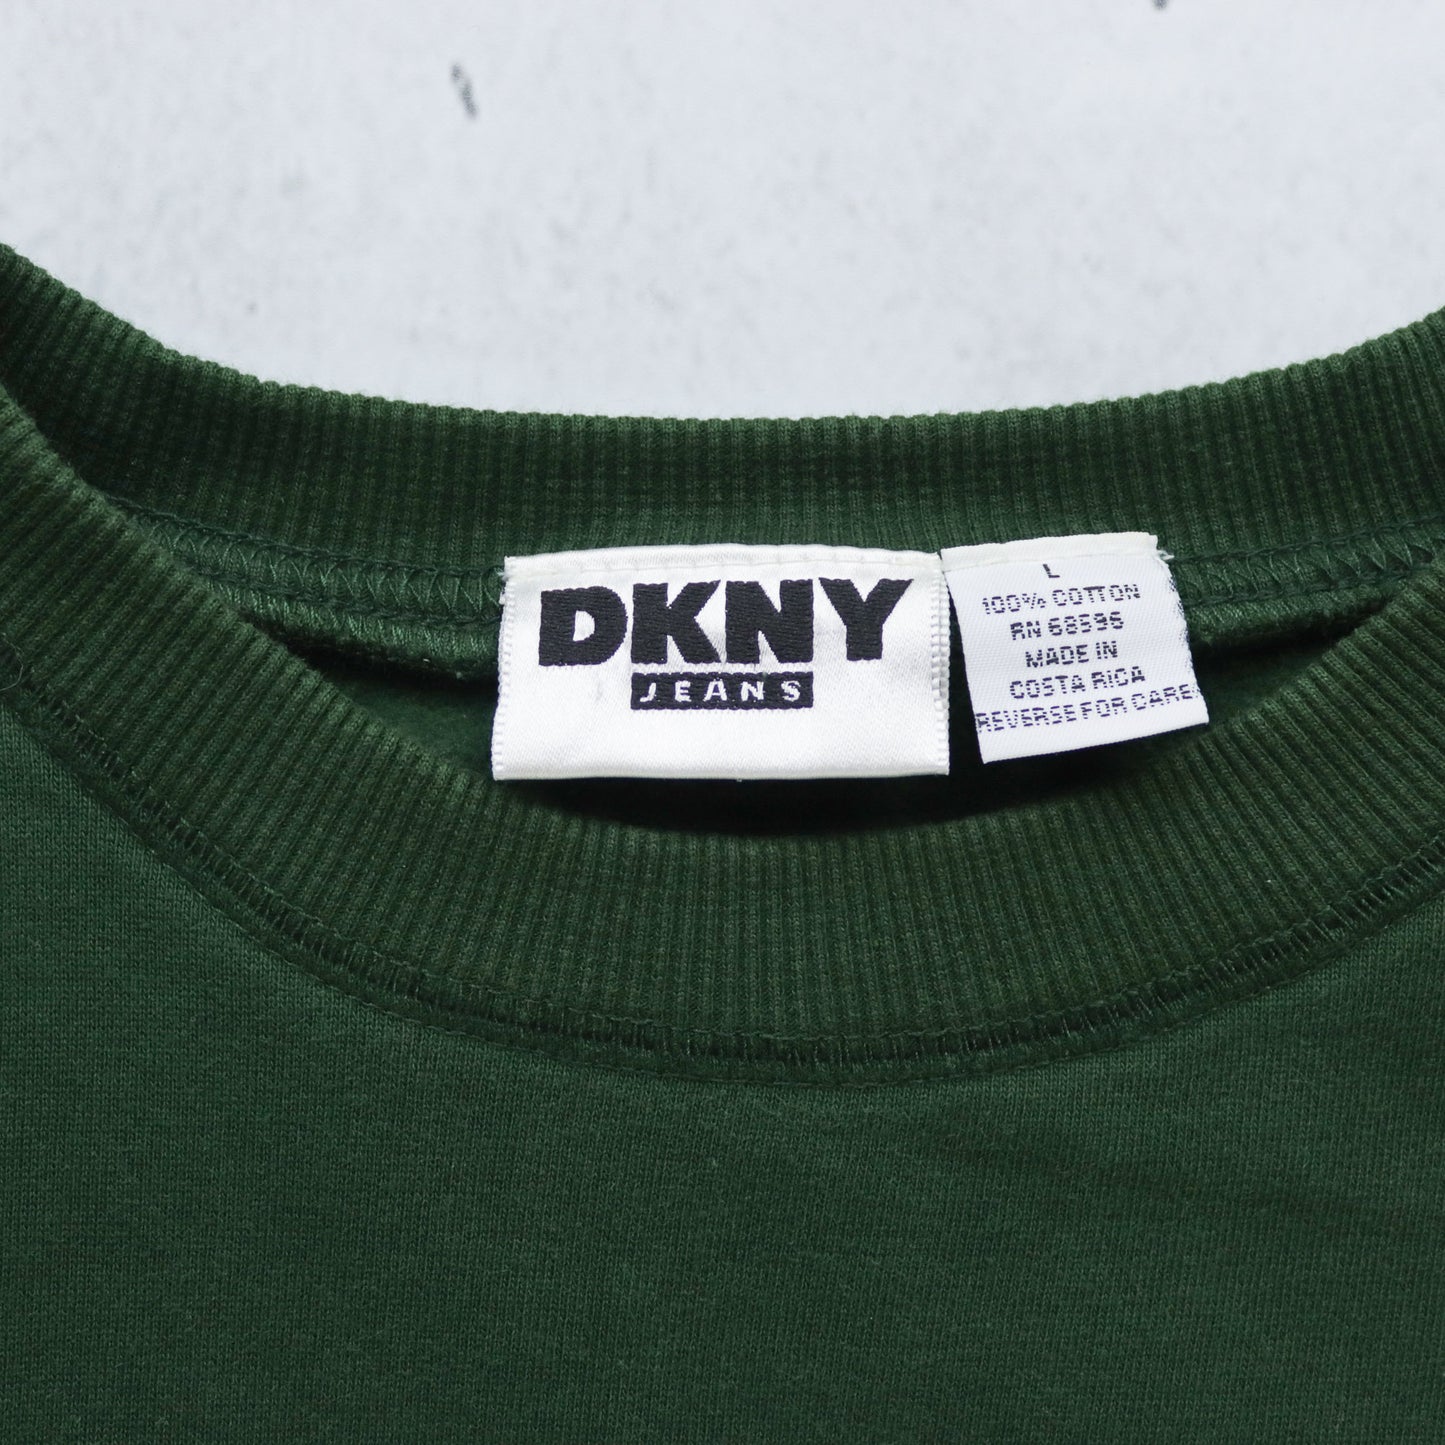 DKNY
JEANS
L
100% COTTON
RN 68596
MADE IN
COSTA RICA
REVERSE FOR CARE